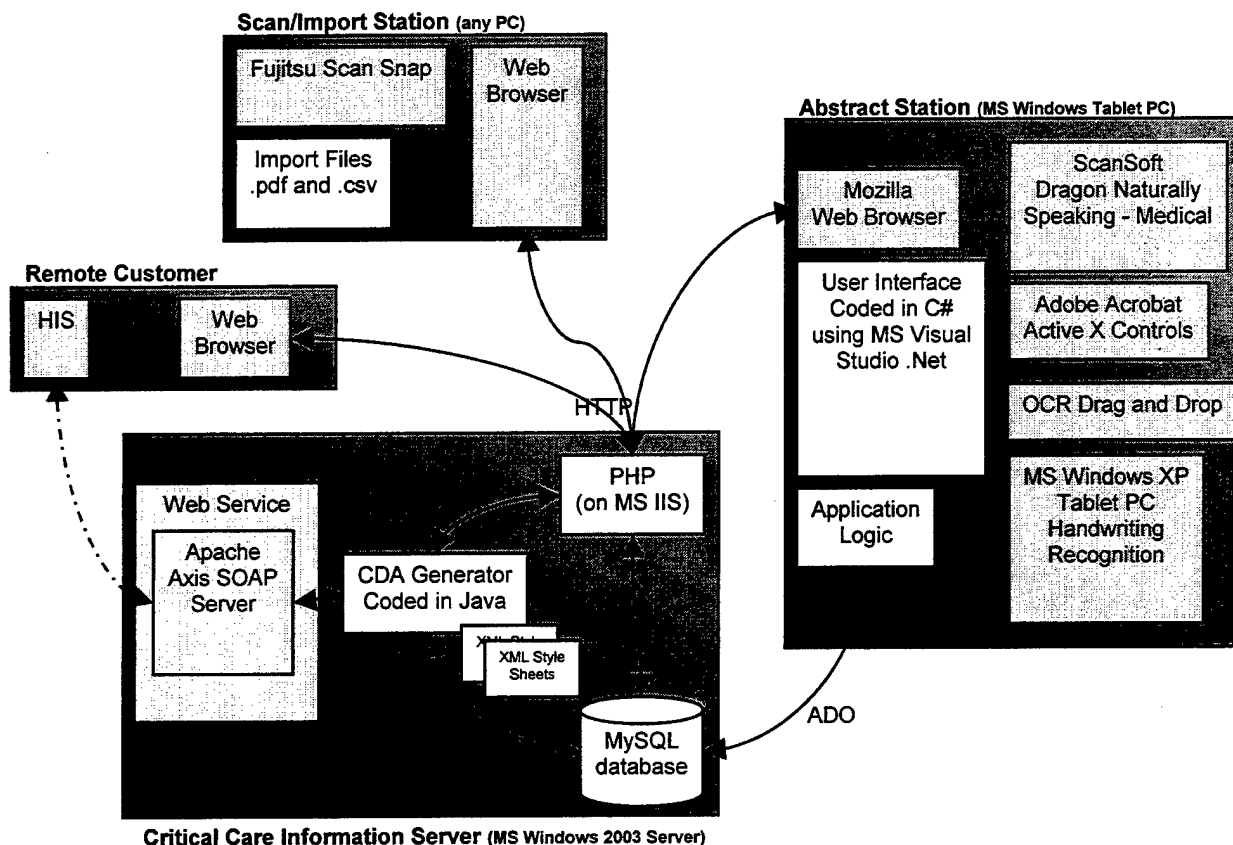 Scan/Import Station (any PC)
Fujitsu Scan Snap
Web
Browser
Import Files
.pdf and .csv
Abstract Station (MS Windows Tablet PC)
Mozilla
Web Browser
ScanSoft
Dragon Naturally
Speaking - Medical
User Interface
Coded in C#
using MS Visual
Studio .Net
Adobe Acrobat
Active X Controls
OCR Drag and Drop
Application
Logic
MS Windows XP
Tablet PC
Handwriting
Recognition
Remote Customer
HIS
Web
Browser
HTTP
PHP
(on MS IIS)
Web Service
Apache
Axis SOAP
Server
CDA Generator
Coded in Java
XML Style
Sheets
ADO
MySQL
database
Critical Care Information Server (MS Windows 2003 Server)